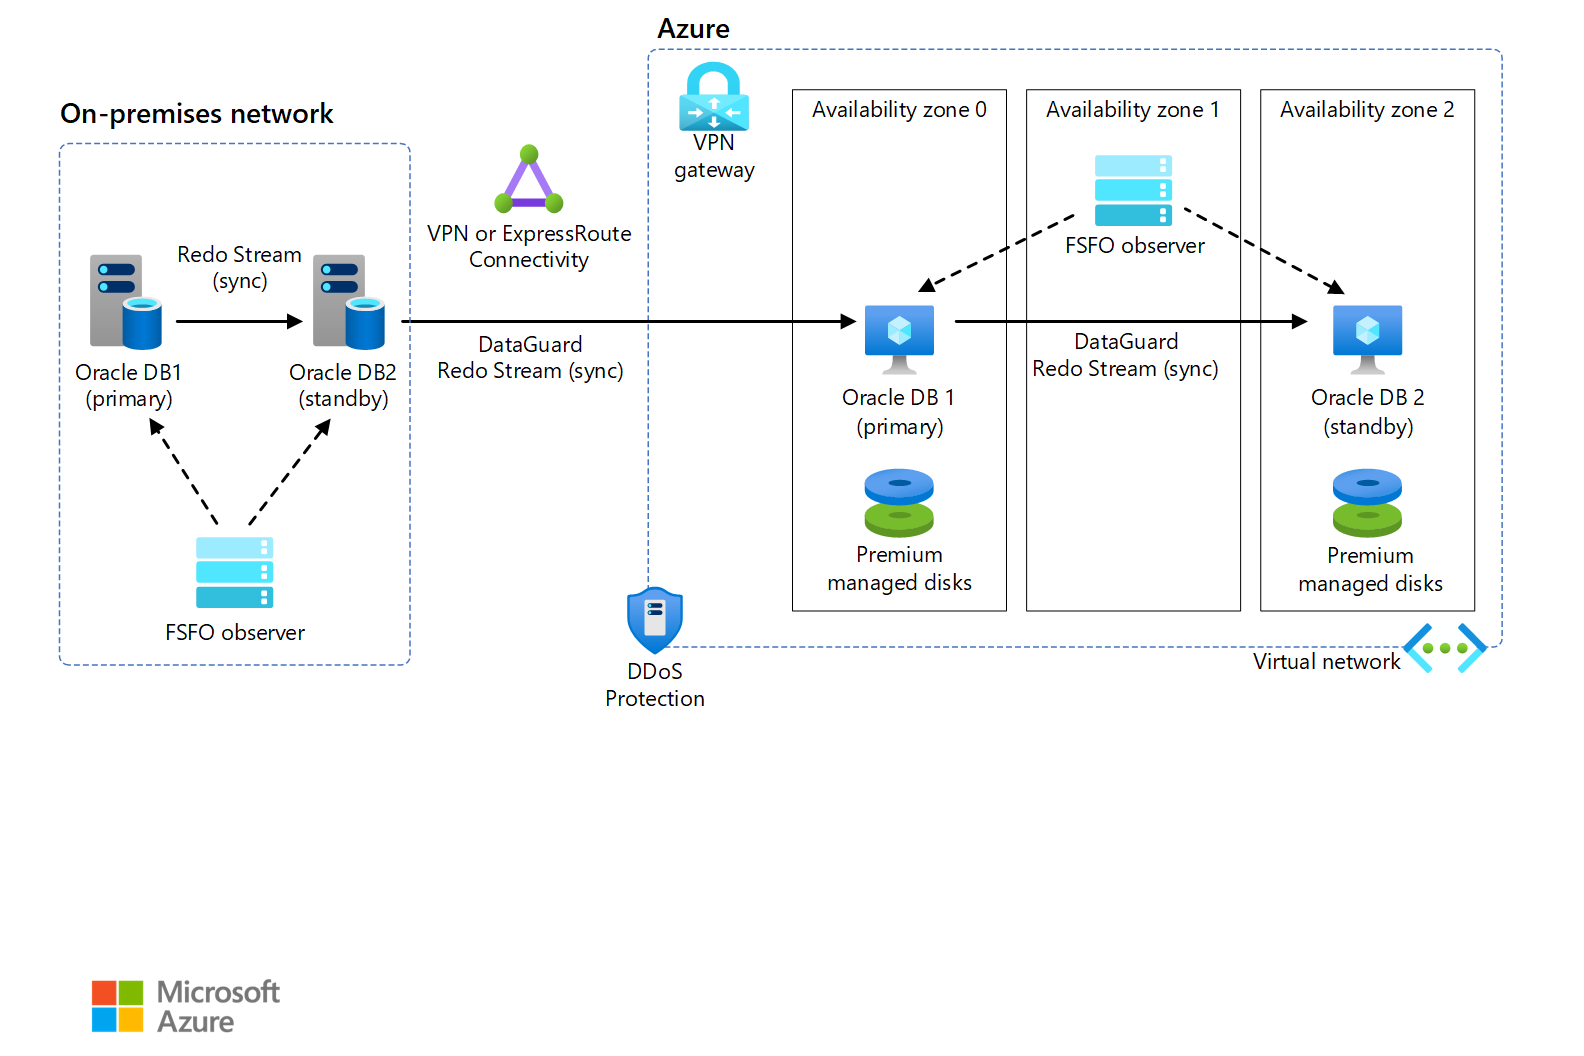 Azure
On-premises network
VPN
gateway
Availability zone 0
Availability zone 1
Availability zone 2
VPN or ExpressRoute
Connectivity
FSFO observer
Redo Stream
(sync)
Oracle DB1
(primary)
Oracle DB2
(standby)
DataGuard
Redo Stream (sync)
Oracle DB 1
(primary)
DataGuard
Redo Stream (sync)
Oracle DB 2
(standby)
Premium
managed disks
Premium
managed disks
FSFO observer
DDoS
Protection
Virtual network
Microsoft
Azure